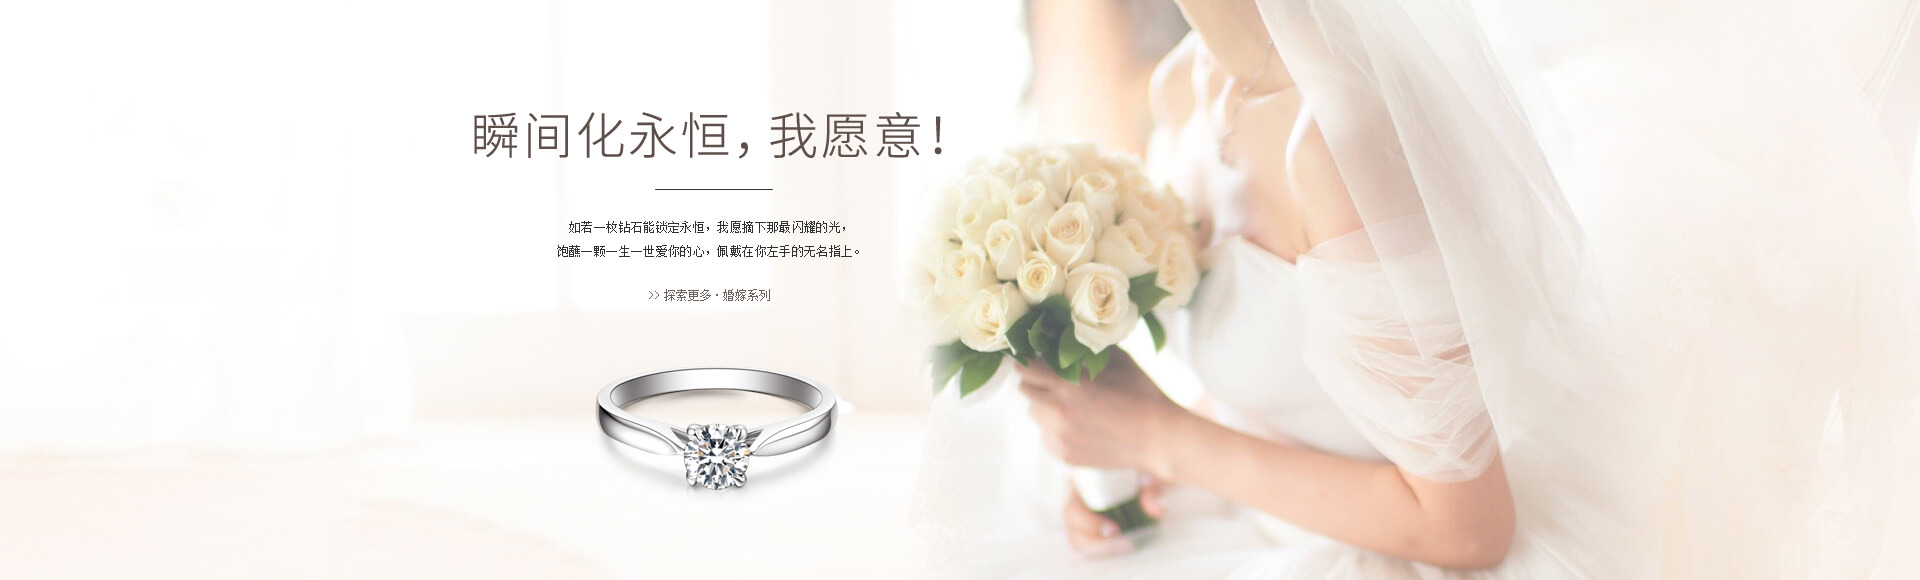 瞬间化永恒，我愿意！
如若一枚钻石能锁定永恒，我愿摘下那最闪耀的光，
饱蘸一颗一生一世爱你的心，佩戴在你左手的无名指上。
>> 探索更多·婚嫁系列